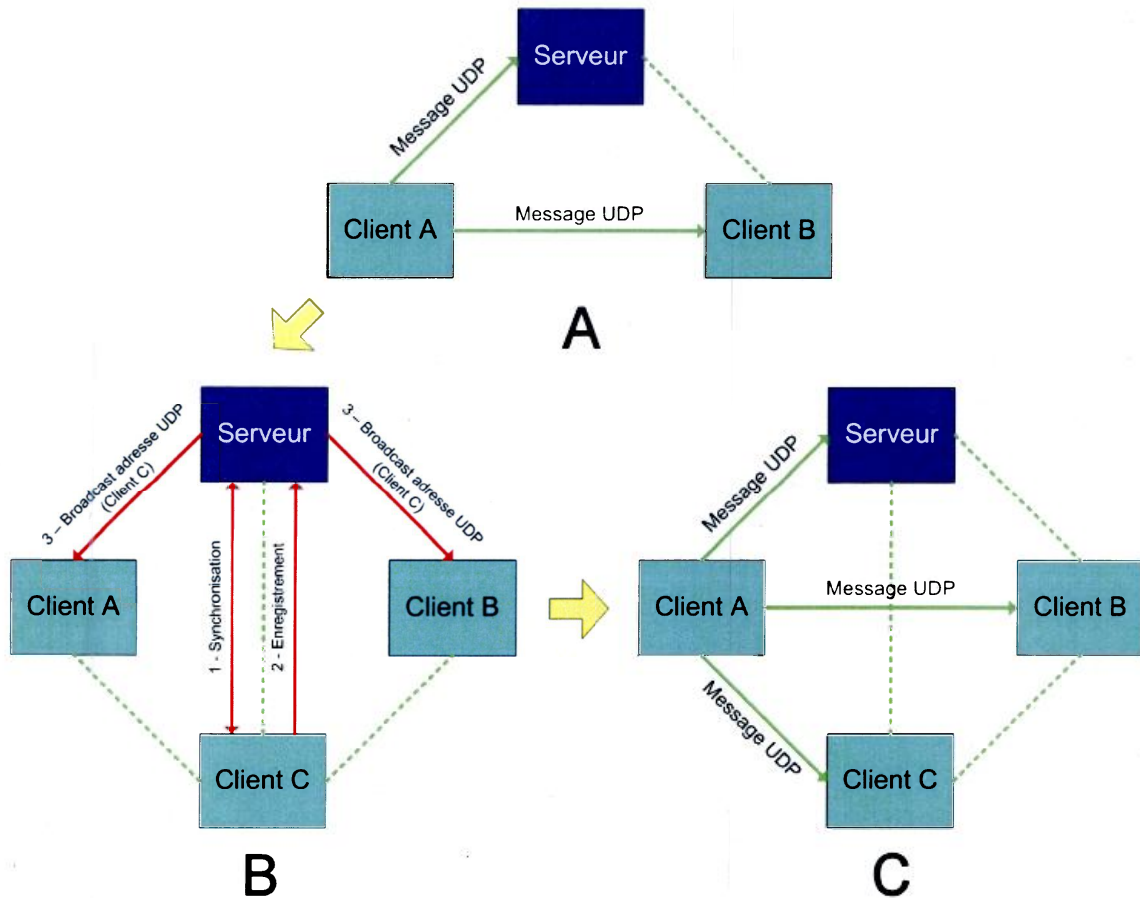 Serveur
Message UDP
Client A
Message UDP
Client B
A
Serveur
3 – Broadcast adresse UDP
(Client C)
3 – Broadcast adresse UDP
(Client C)
Client A
1 - Synchronisation
2 - Enregistrement
Client B
Client C
B
Serveur
Message UDP
Client A
Message UDP
Client B
Message UDP
Client C
C